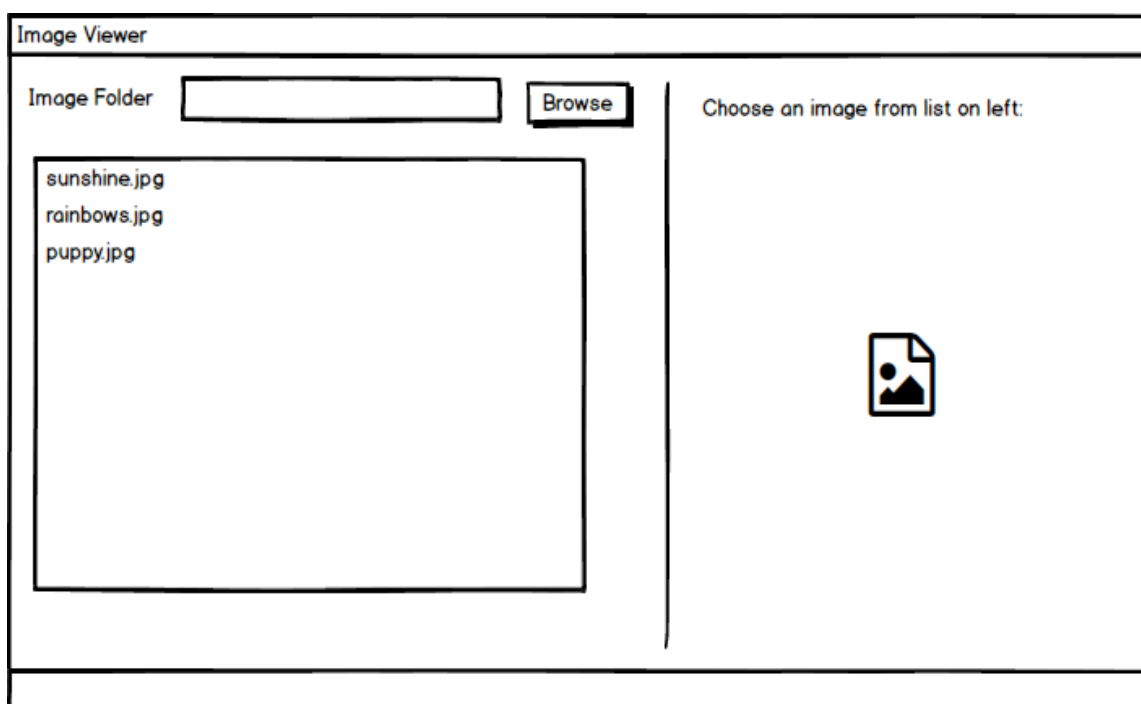 Image Viewer
Image Folder
Browse
sunshine.jpg
rainbows.jpg
puppy.jpg
Choose an image from list on left: